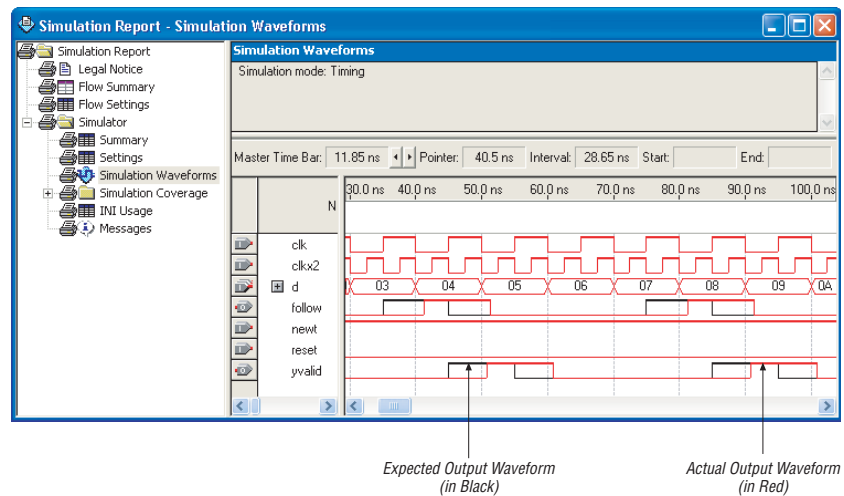 Simulation Report - Simulation Waveforms
Simulation Report
Legal Notice
Flow Summary
Flow Settings
Simulator
Summary
Settings
Simulation Waveforms
Simulation Coverage
INI Usage
Messages
Simulation Waveforms
Simulation mode: Timing
Master Time Bar: 11.85 ns Pointer: 40.5 ns Interval: 28.65 ns Start: End:
N 30.0 ns 40.0 ns 50.0 ns 60.0 ns 70.0 ns 80.0 ns 90.0 ns 100.0 ns
clk
clkx2
d 03 04 05 06 07 08 09 0A
follow
newt
reset
yvalid
Expected Output Waveform
(in Black)
Actual Output Waveform
(in Red)